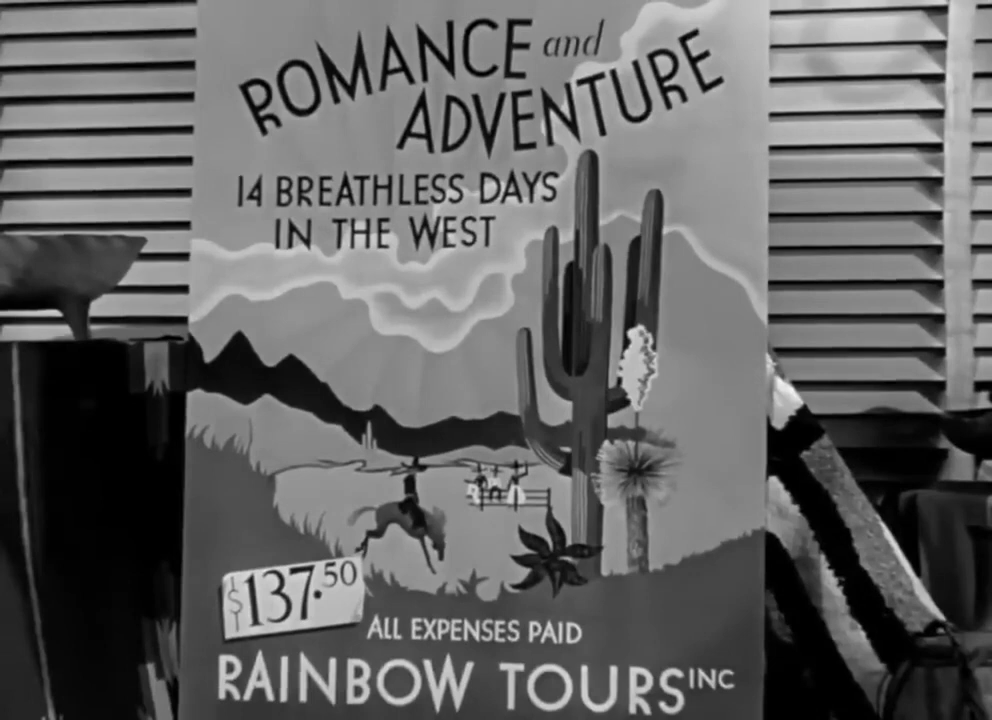 ROMANCE and
ADVENTURE
14 BREATHLESS DAYS
IN THE WEST
$137.50
ALL EXPENSES PAID
RAINBOW TOURS INC